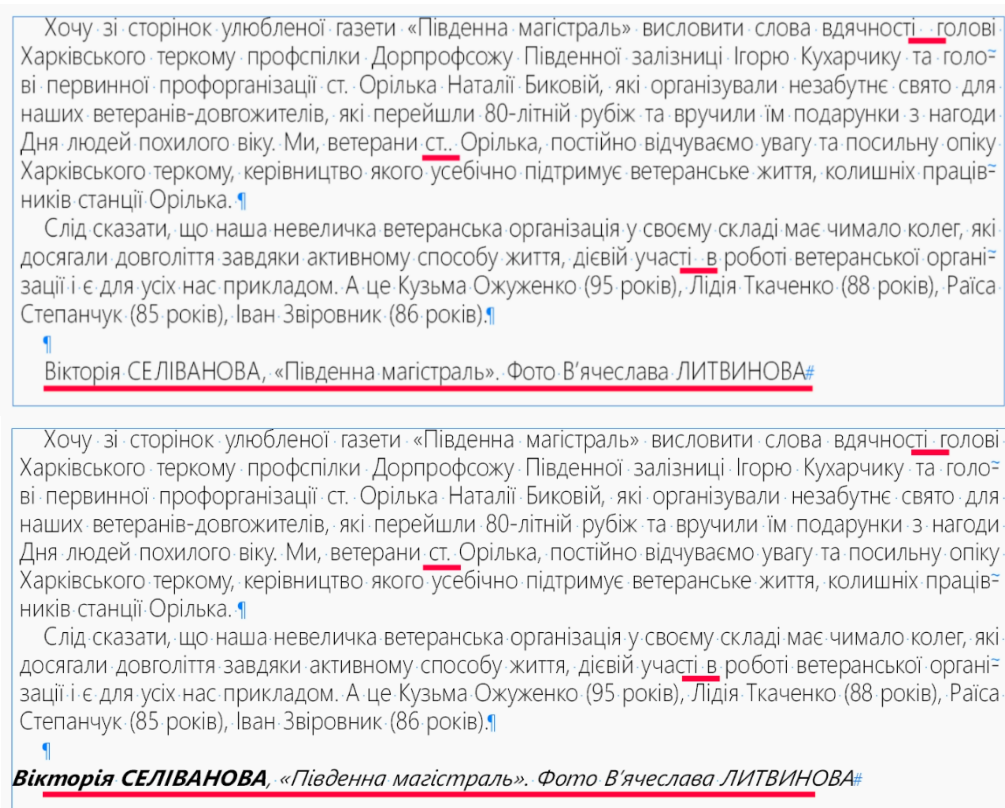 Хочу зі сторінок улюбленої газети «Південна магістраль» висловити слова вдячності  голові
Харківського теркому профспілки Дорпрофсожу Південної залізниці Ігорю Кухарчику та голо-
ві первинної профорганізації ст. Орілька Наталії Биковій, які організували незабутнє свято для
наших ветеранів-довгожителів, які перейшли 80-літній рубіж та вручили їм подарунки з нагоди
Дня людей похилого віку. Ми, ветерани ст.. Орілька, постійно відчуваємо увагу та посильну опіку
Харківського теркому, керівництво якого усебічно підтримує ветеранське життя, колишніх праців-
ників станції Орілька. ¶
Слід сказати, що наша невеличка ветеранська організація у своєму складі має чимало колег, які
досягали довголіття завдяки активному способу життя, дієвій участі  в роботі ветеранської органі-
зації і є для усіх нас прикладом. А це Кузьма Ожуженко (95 років), Лідія Ткаченко (88 років), Раїса
Степанчук (85 років), Іван Звіровник (86 років).¶
¶
Вікторія СЕЛІВАНОВА, «Південна магістраль». Фото В’ячеслава ЛИТВИНОВА#
Хочу зі сторінок улюбленої газети «Південна магістраль» висловити слова вдячності голові
Харківського теркому профспілки Дорпрофсожу Південної залізниці Ігорю Кухарчику та голо-
ві первинної профорганізації ст. Орілька Наталії Биковій, які організували незабутнє свято для
наших ветеранів-довгожителів, які перейшли 80-літній рубіж та вручили їм подарунки з нагоди
Дня людей похилого віку. Ми, ветерани ст. Орілька, постійно відчуваємо увагу та посильну опіку
Харківського теркому, керівництво якого усебічно підтримує ветеранське життя, колишніх праців-
ників станції Орілька. ¶
Слід сказати, що наша невеличка ветеранська організація у своєму складі має чимало колег, які
досягали довголіття завдяки активному способу життя, дієвій участі в роботі ветеранської органі-
зації і є для усіх нас прикладом. А це Кузьма Ожуженко (95 років), Лідія Ткаченко (88 років), Раїса
Степанчук (85 років), Іван Звіровник (86 років).¶
¶
Вікторія СЕЛІВАНОВА, «Південна магістраль». Фото В’ячеслава ЛИТВИНОВА#